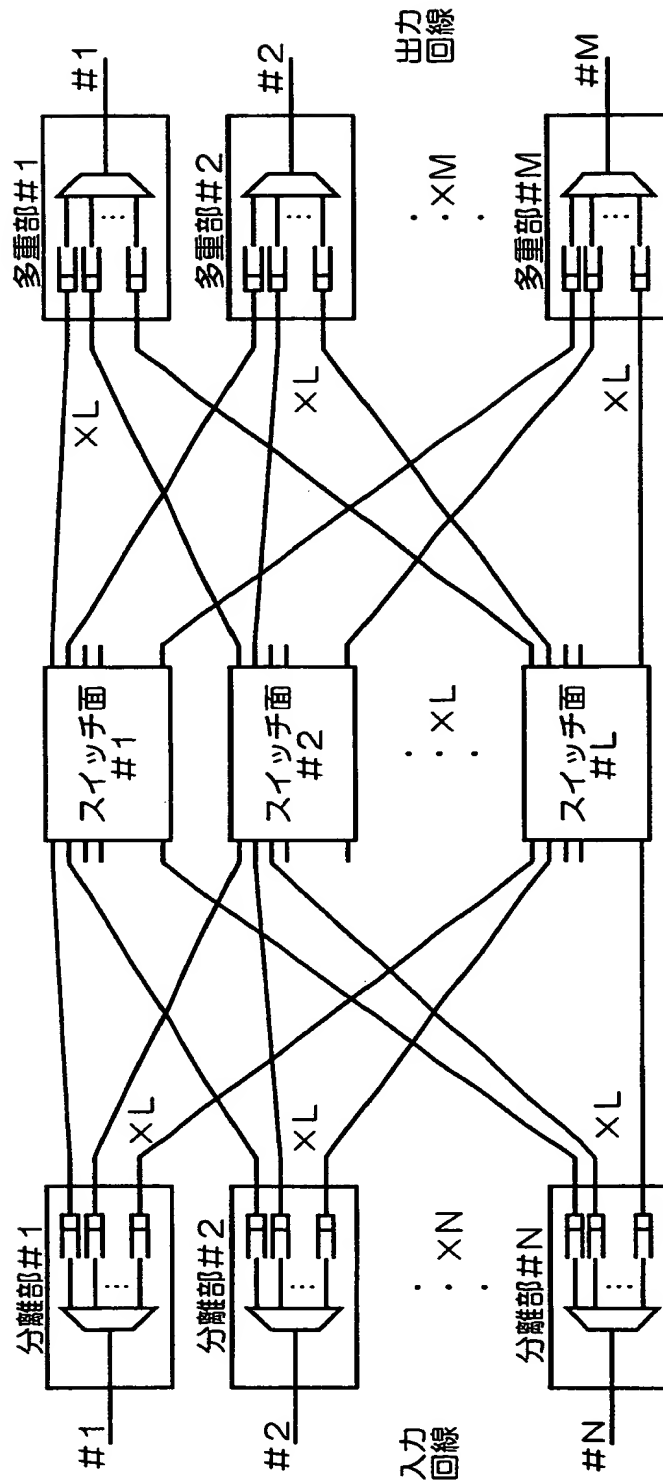 #1
分離部#1
×L
スイッチ面
#1
×L
多重部#1
#1
#2
分離部#2
×L
スイッチ面
#2
×L
多重部#2
#2
入力
回線
×N
×L
×M
出力
回線
#N
分離部#N
×L
スイッチ面
#L
×L
多重部#M
#M